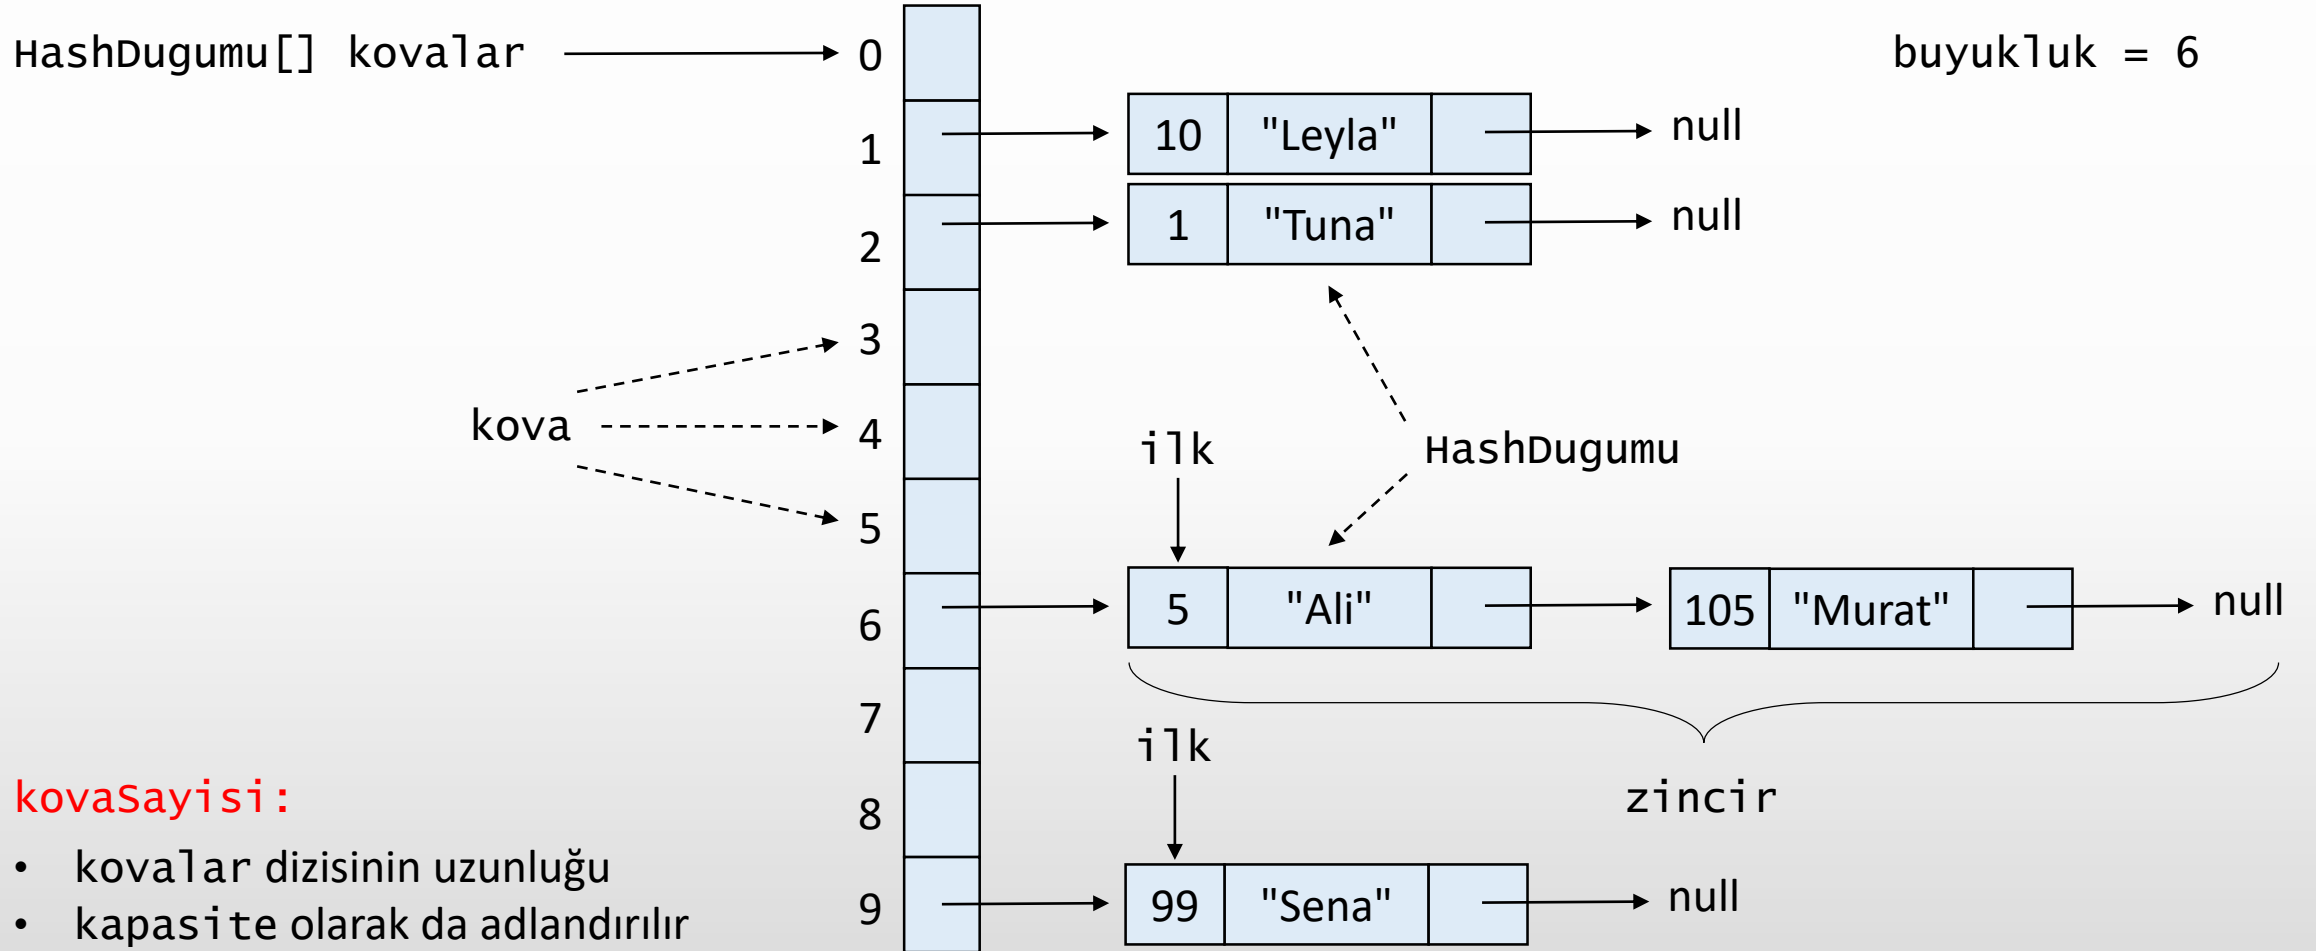 HashDugumu[] kovalar
buyukluk = 6
0
1
10 "Leyla" null
2
1 "Tuna" null
3
kova
4
ilk
HashDugumu
5
6
5 "Ali" 105 "Murat" null
7
ilk
zincir
kovaSayisi:
8
• kovalar dizisinin uzunluğu
9
99 "Sena" null
• kapasite olarak da adlandırılır